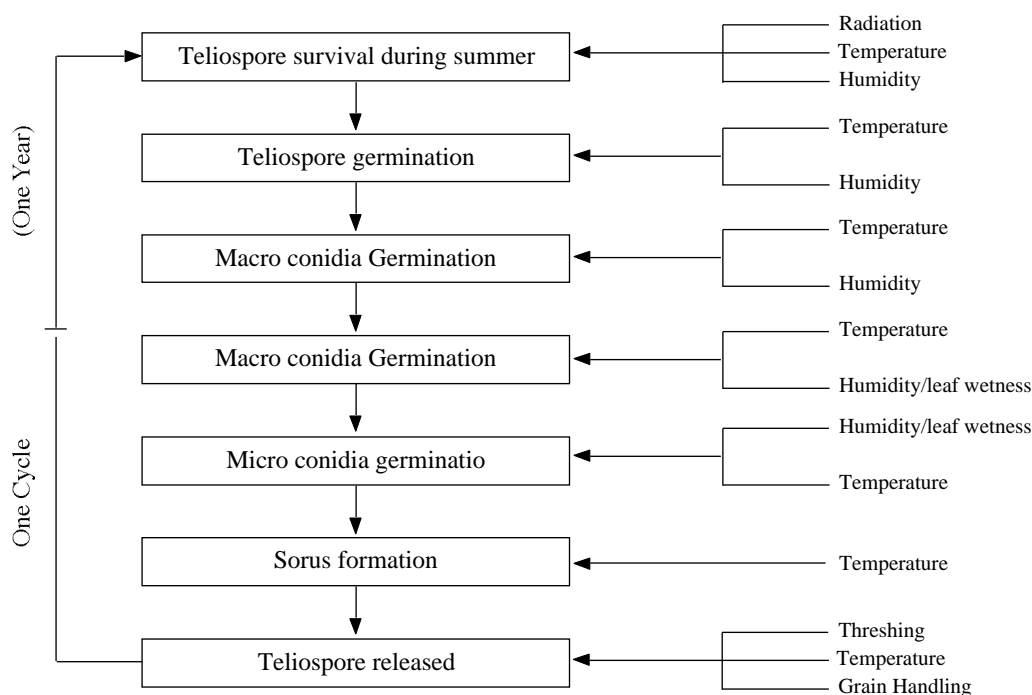 Radiation
Teliospore survival during summer
Temperature
Humidity
Temperature
Teliospore germination
Humidity
Temperature
Macro conidia Germination
Humidity
Temperature
Macro conidia Germination
Humidity/leaf wetness
Humidity/leaf wetness
Micro conidia germinatio
Temperature
Sorus formation
Temperature
Threshing
Teliospore released
Temperature
Grain Handling
(One Year)
One Cycle